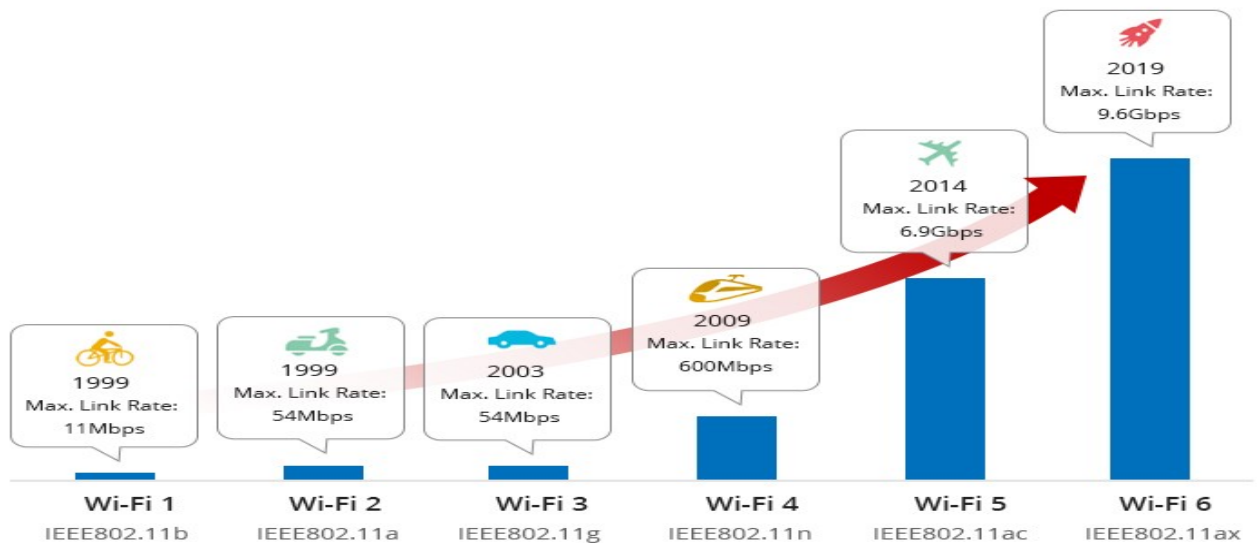 1999
Max. Link Rate:
11Mbps
1999
Max. Link Rate:
54Mbps
2003
Max. Link Rate:
54Mbps
2009
Max. Link Rate:
600Mbps
2014
Max. Link Rate:
6.9Gbps
2019
Max. Link Rate:
9.6Gbps
Wi-Fi 1
IEEE802.11b
Wi-Fi 2
IEEE802.11a
Wi-Fi 3
IEEE802.11g
Wi-Fi 4
IEEE802.11n
Wi-Fi 5
IEEE802.11ac
Wi-Fi 6
IEEE802.11ax